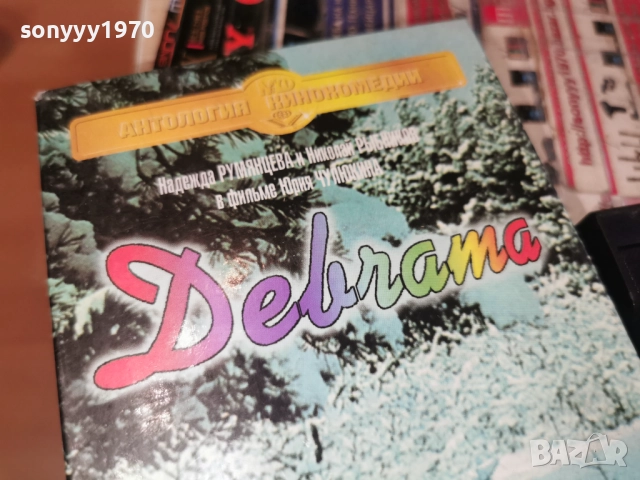 sonyyy1970
АНТОЛОГИЯ КИНОКОМЕДИИ
Надежда РУМЯНЦЕВА и Николай РЫБНИКОВ
в фильме Юрия ЧУЛЮКИНА
Девчата
BAZAR